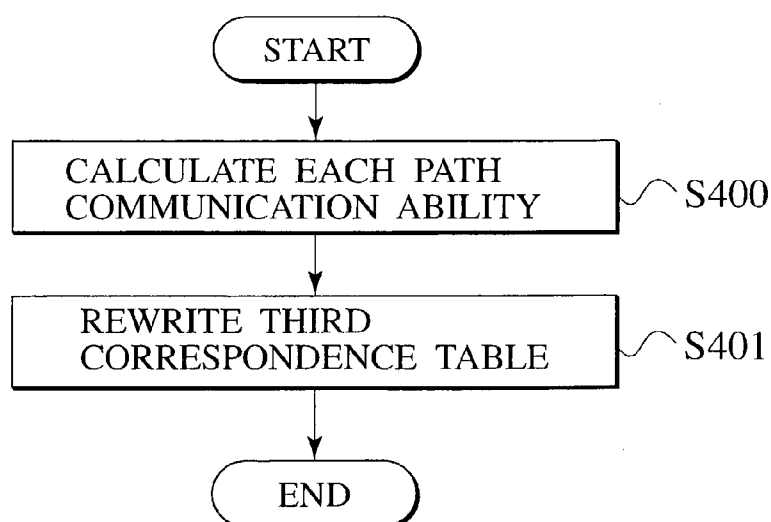 START
CALCULATE EACH PATH
COMMUNICATION ABILITY
S400
REWRITE THIRD
CORRESPONDENCE TABLE
S401
END